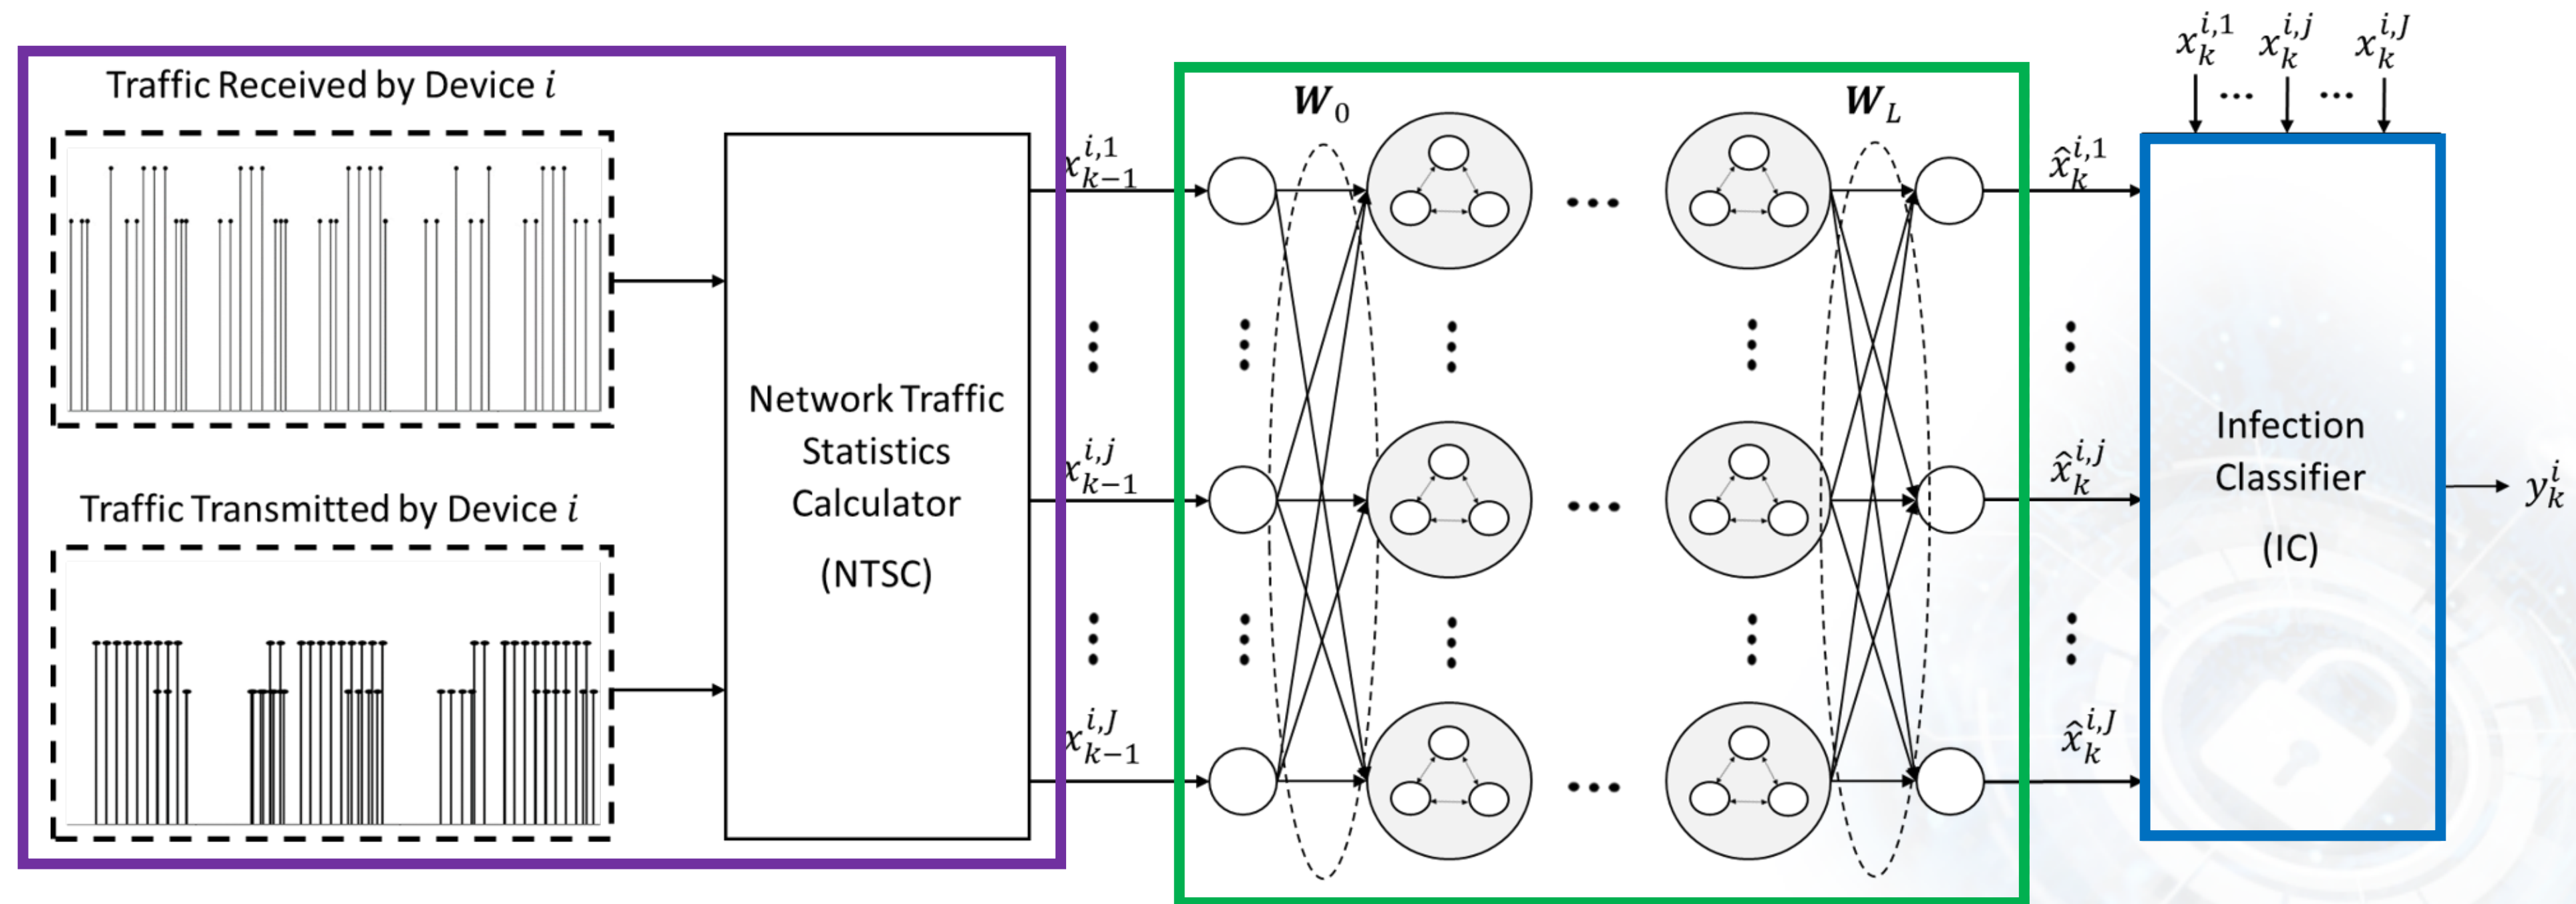 Traffic Received by Device i
Traffic Transmitted by Device i
Network Traffic
Statistics
Calculator
(NTSC)
x_{k-1}^{i,1}
x_{k-1}^{i,j}
x_{k-1}^{i,J}
W_0
W_L
x̂_k^{i,1}
x̂_k^{i,j}
x̂_k^{i,J}
x_k^{i,1} x_k^{i,j} x_k^{i,J}
... ...
Infection
Classifier
(IC)
y_k^i